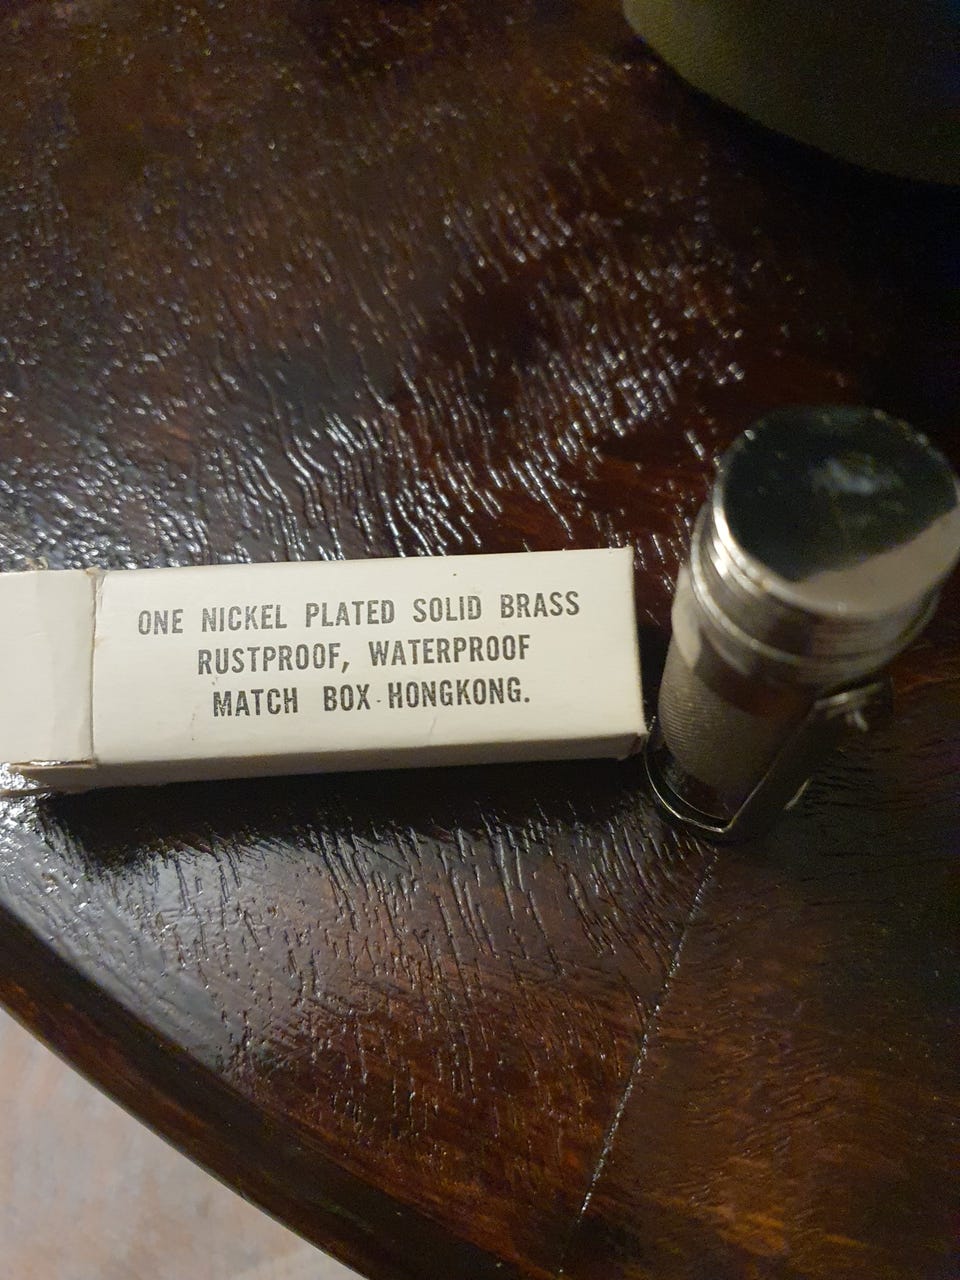 ONE NICKEL PLATED SOLID BRASS
RUSTPROOF, WATERPROOF
MATCH BOX HONGKONG.